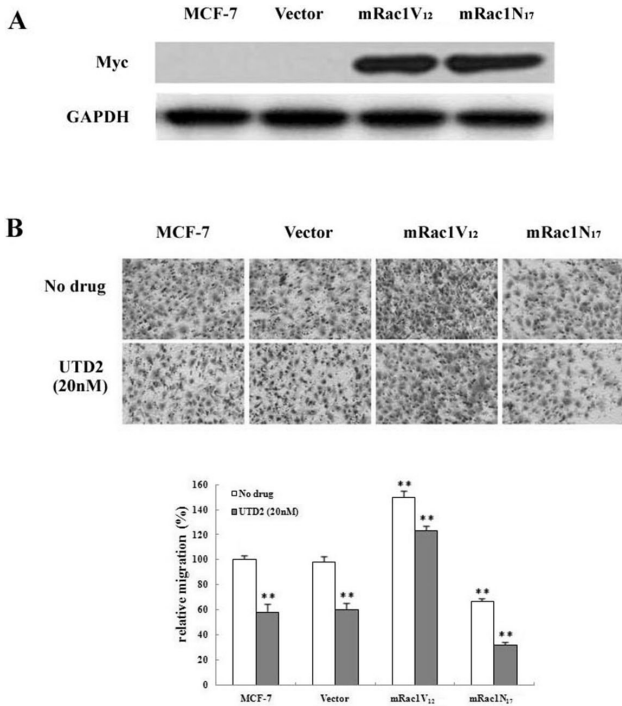 A
MCF-7 Vector mRac1V₁₂ mRac1N₁₇
Myc
GAPDH
B
MCF-7 Vector mRac1V₁₂ mRac1N₁₇
No drug
UTD2
(20nM)
relative migration (%)
160
140
120
100
80
60
40
20
0
No drug
UTD2 (20nM)
**
**
**
**
**
**
MCF-7 Vector mRac1V₁₂ mRac1N₁₇